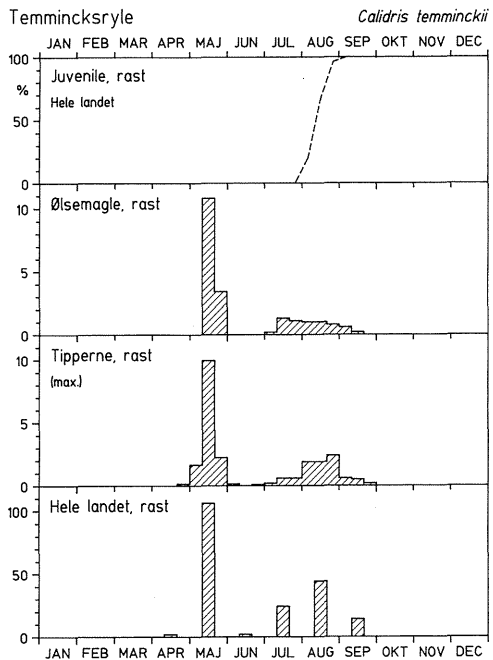 Temmincksryle Calidris temminckii
JAN FEB MAR APR MAJ JUN JUL AUG SEP OKT NOV DEC
100
% Juvenile, rast
Hele landet
50
0
10 Ølsemagle, rast
5
0
10 Tipperne, rast
(max.)
5
0
100 Hele landet, rast
50
0
JAN FEB MAR APR MAJ JUN JUL AUG SEP OKT NOV DEC